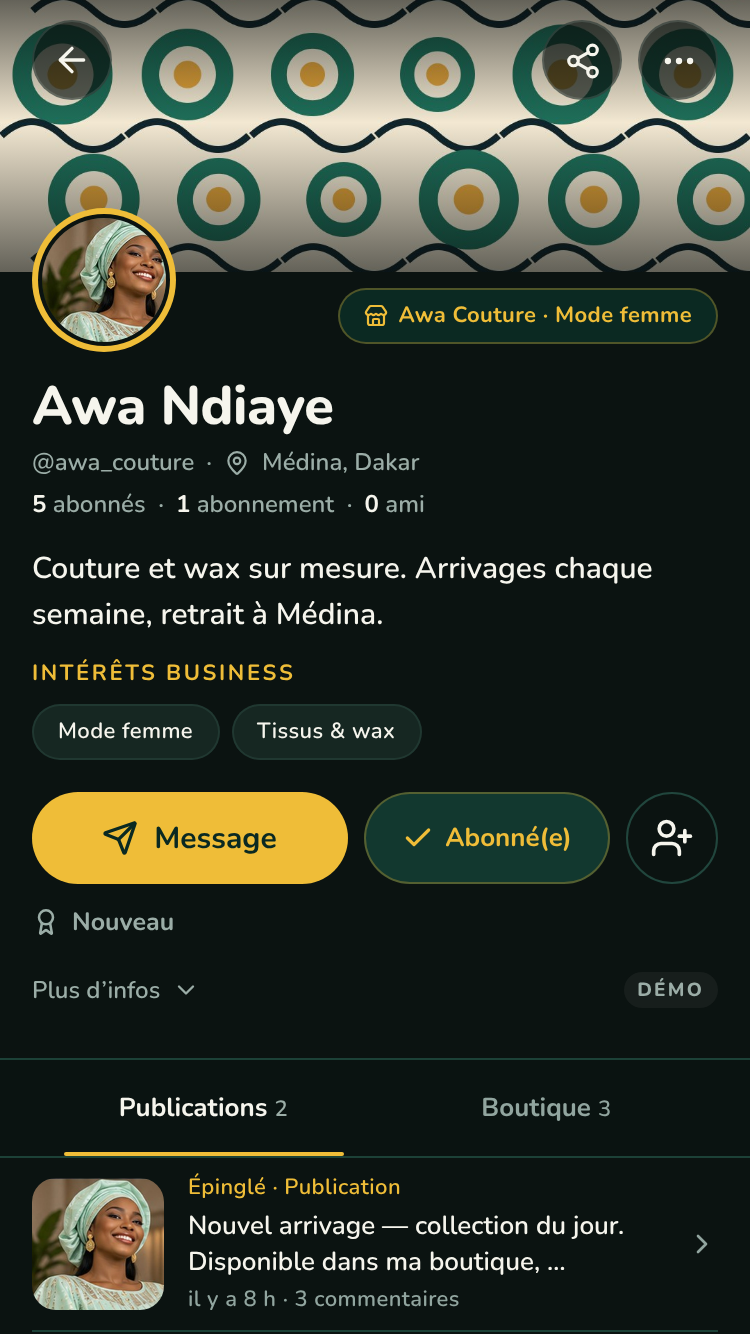 Awa Couture · Mode femme
Awa Ndiaye
@awa_couture · Médina, Dakar
5 abonnés · 1 abonnement · 0 ami
Couture et wax sur mesure. Arrivages chaque
semaine, retrait à Médina.
INTÉRÊTS BUSINESS
Mode femme
Tissus & wax
Message
Abonné(e)
Nouveau
Plus d’infos
DÉMO
Publications 2
Boutique 3
Épinglé · Publication
Nouvel arrivage — collection du jour.
Disponible dans ma boutique, ...
il y a 8 h · 3 commentaires